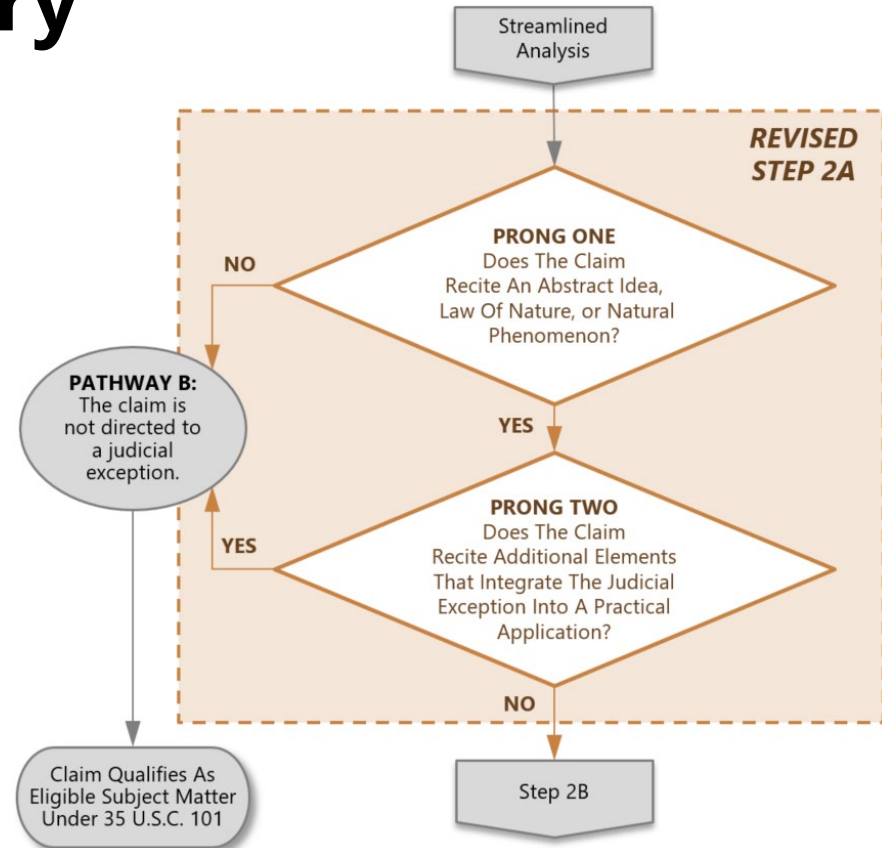 ry
Streamlined
Analysis
REVISED
STEP 2A
PRONG ONE
Does The Claim
Recite An Abstract Idea,
Law Of Nature, or Natural
Phenomenon?
NO
PATHWAY B:
The claim is
not directed to
a judicial
exception.
YES
PRONG TWO
Does The Claim
Recite Additional Elements
That Integrate The Judicial
Exception Into A Practical
Application?
YES
NO
Claim Qualifies As
Eligible Subject Matter
Under 35 U.S.C. 101
Step 2B